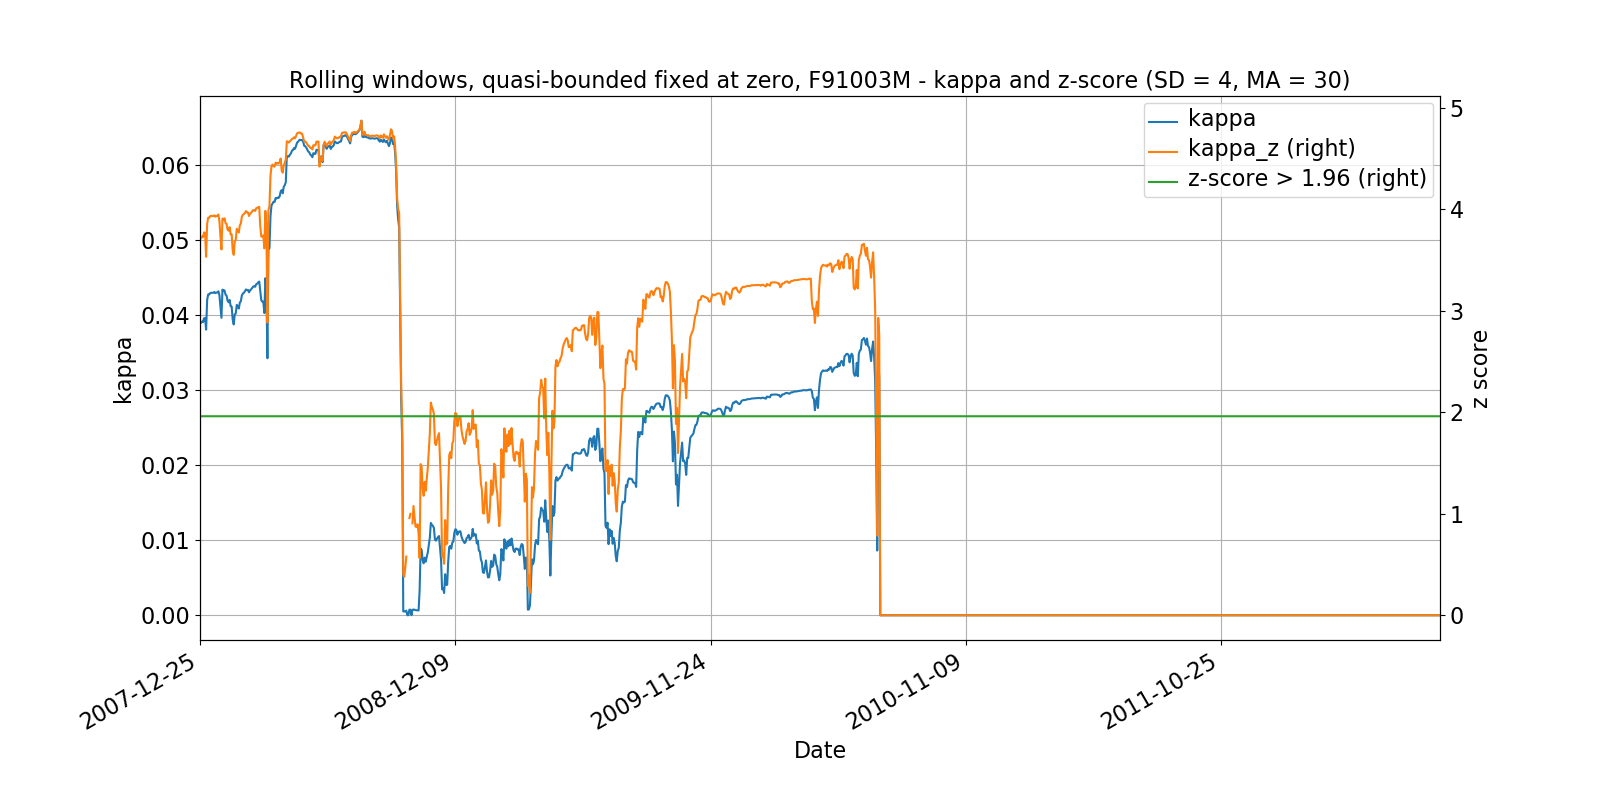 Rolling windows, quasi-bounded fixed at zero, F91003M - kappa and z-score (SD = 4, MA = 30)
kappa
kappa_z (right)
z-score > 1.96 (right)
0.06
0.05
0.04
0.03
0.02
0.01
0.00
kappa
5
4
3
2
1
0
z score
2007-12-25
2008-12-09
2009-11-24
2010-11-09
2011-10-25
Date